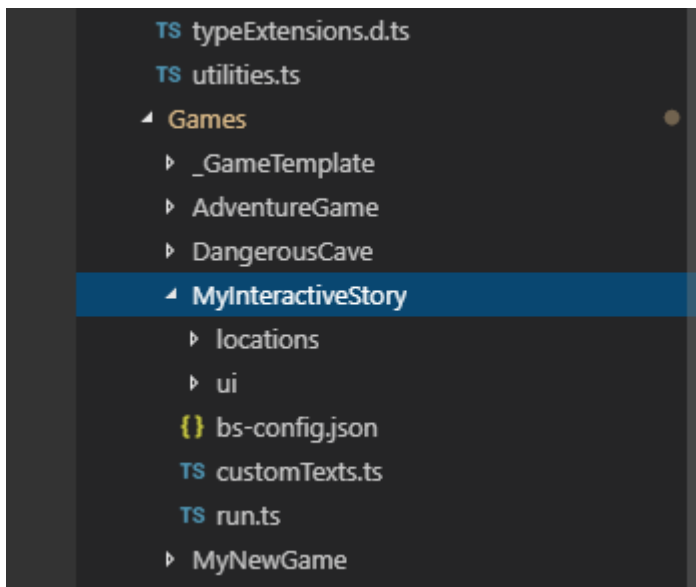 TS typeExtensions.d.ts
TS utilities.ts
Games
_GameTemplate
AdventureGame
DangerousCave
MyInteractiveStory
locations
ui
{} bs-config.json
TS customTexts.ts
TS run.ts
MyNewGame